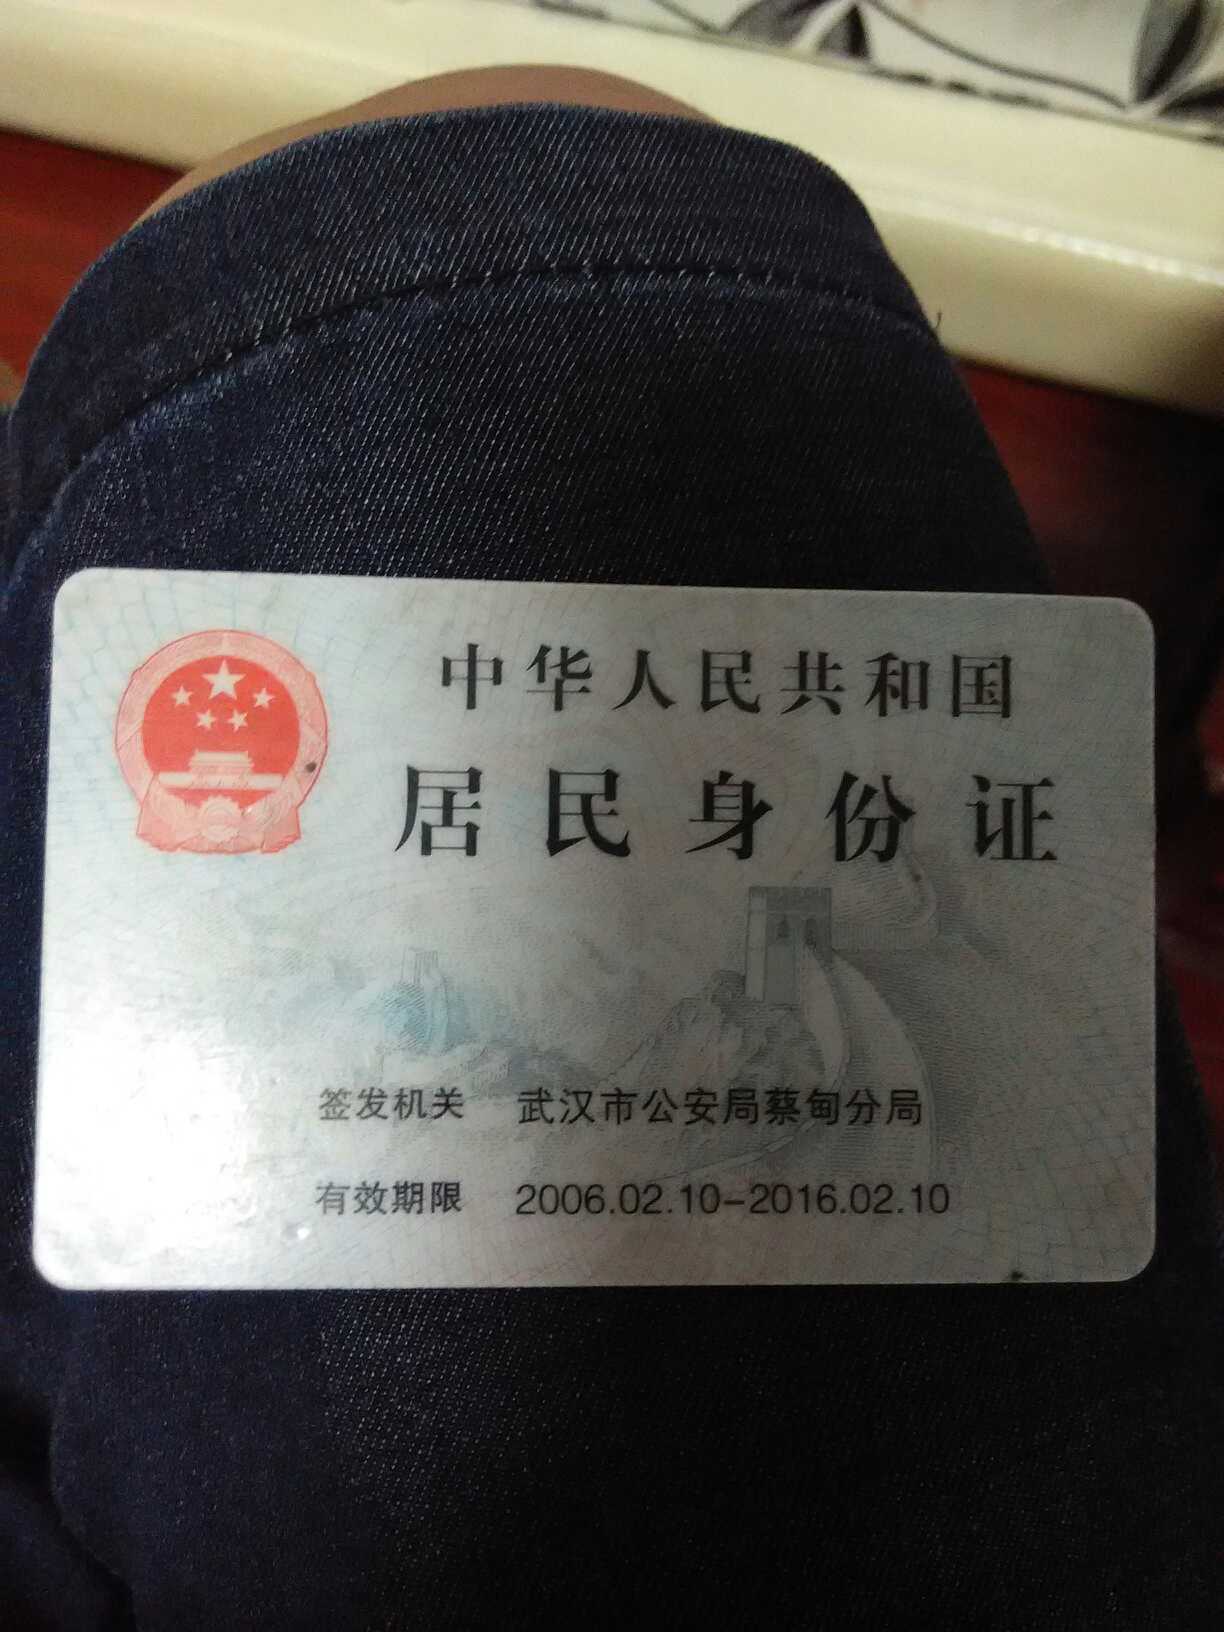 中华人民共和国
居民身份证
签发机关 武汉市公安局蔡甸分局
有效期限 2006.02.10-2016.02.10